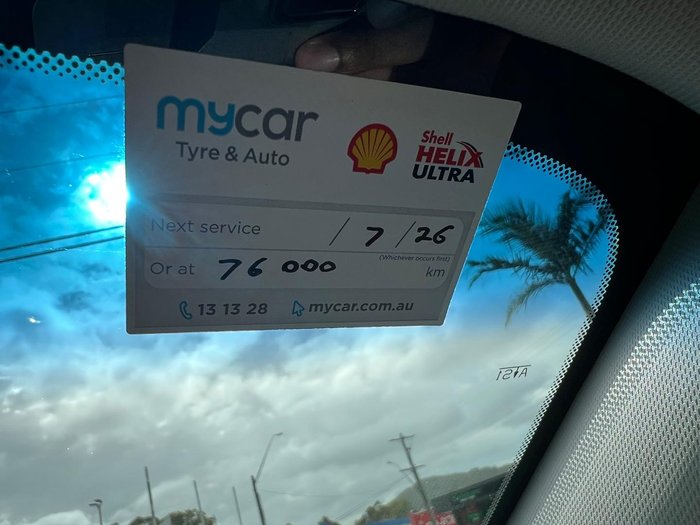 mycar
Tyre & Auto
Shell
HELIX
ULTRA
Next service / 7 / 26
(Whichever occurs first)
Or at 76 000 km
13 13 28 mycar.com.au